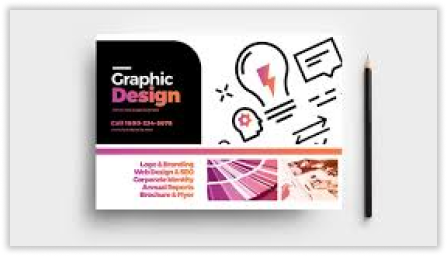 Graphic
Design
Logo & Branding
Web Design & SEO
Corporate Identity
Annual Reports
Brochure & Flyer